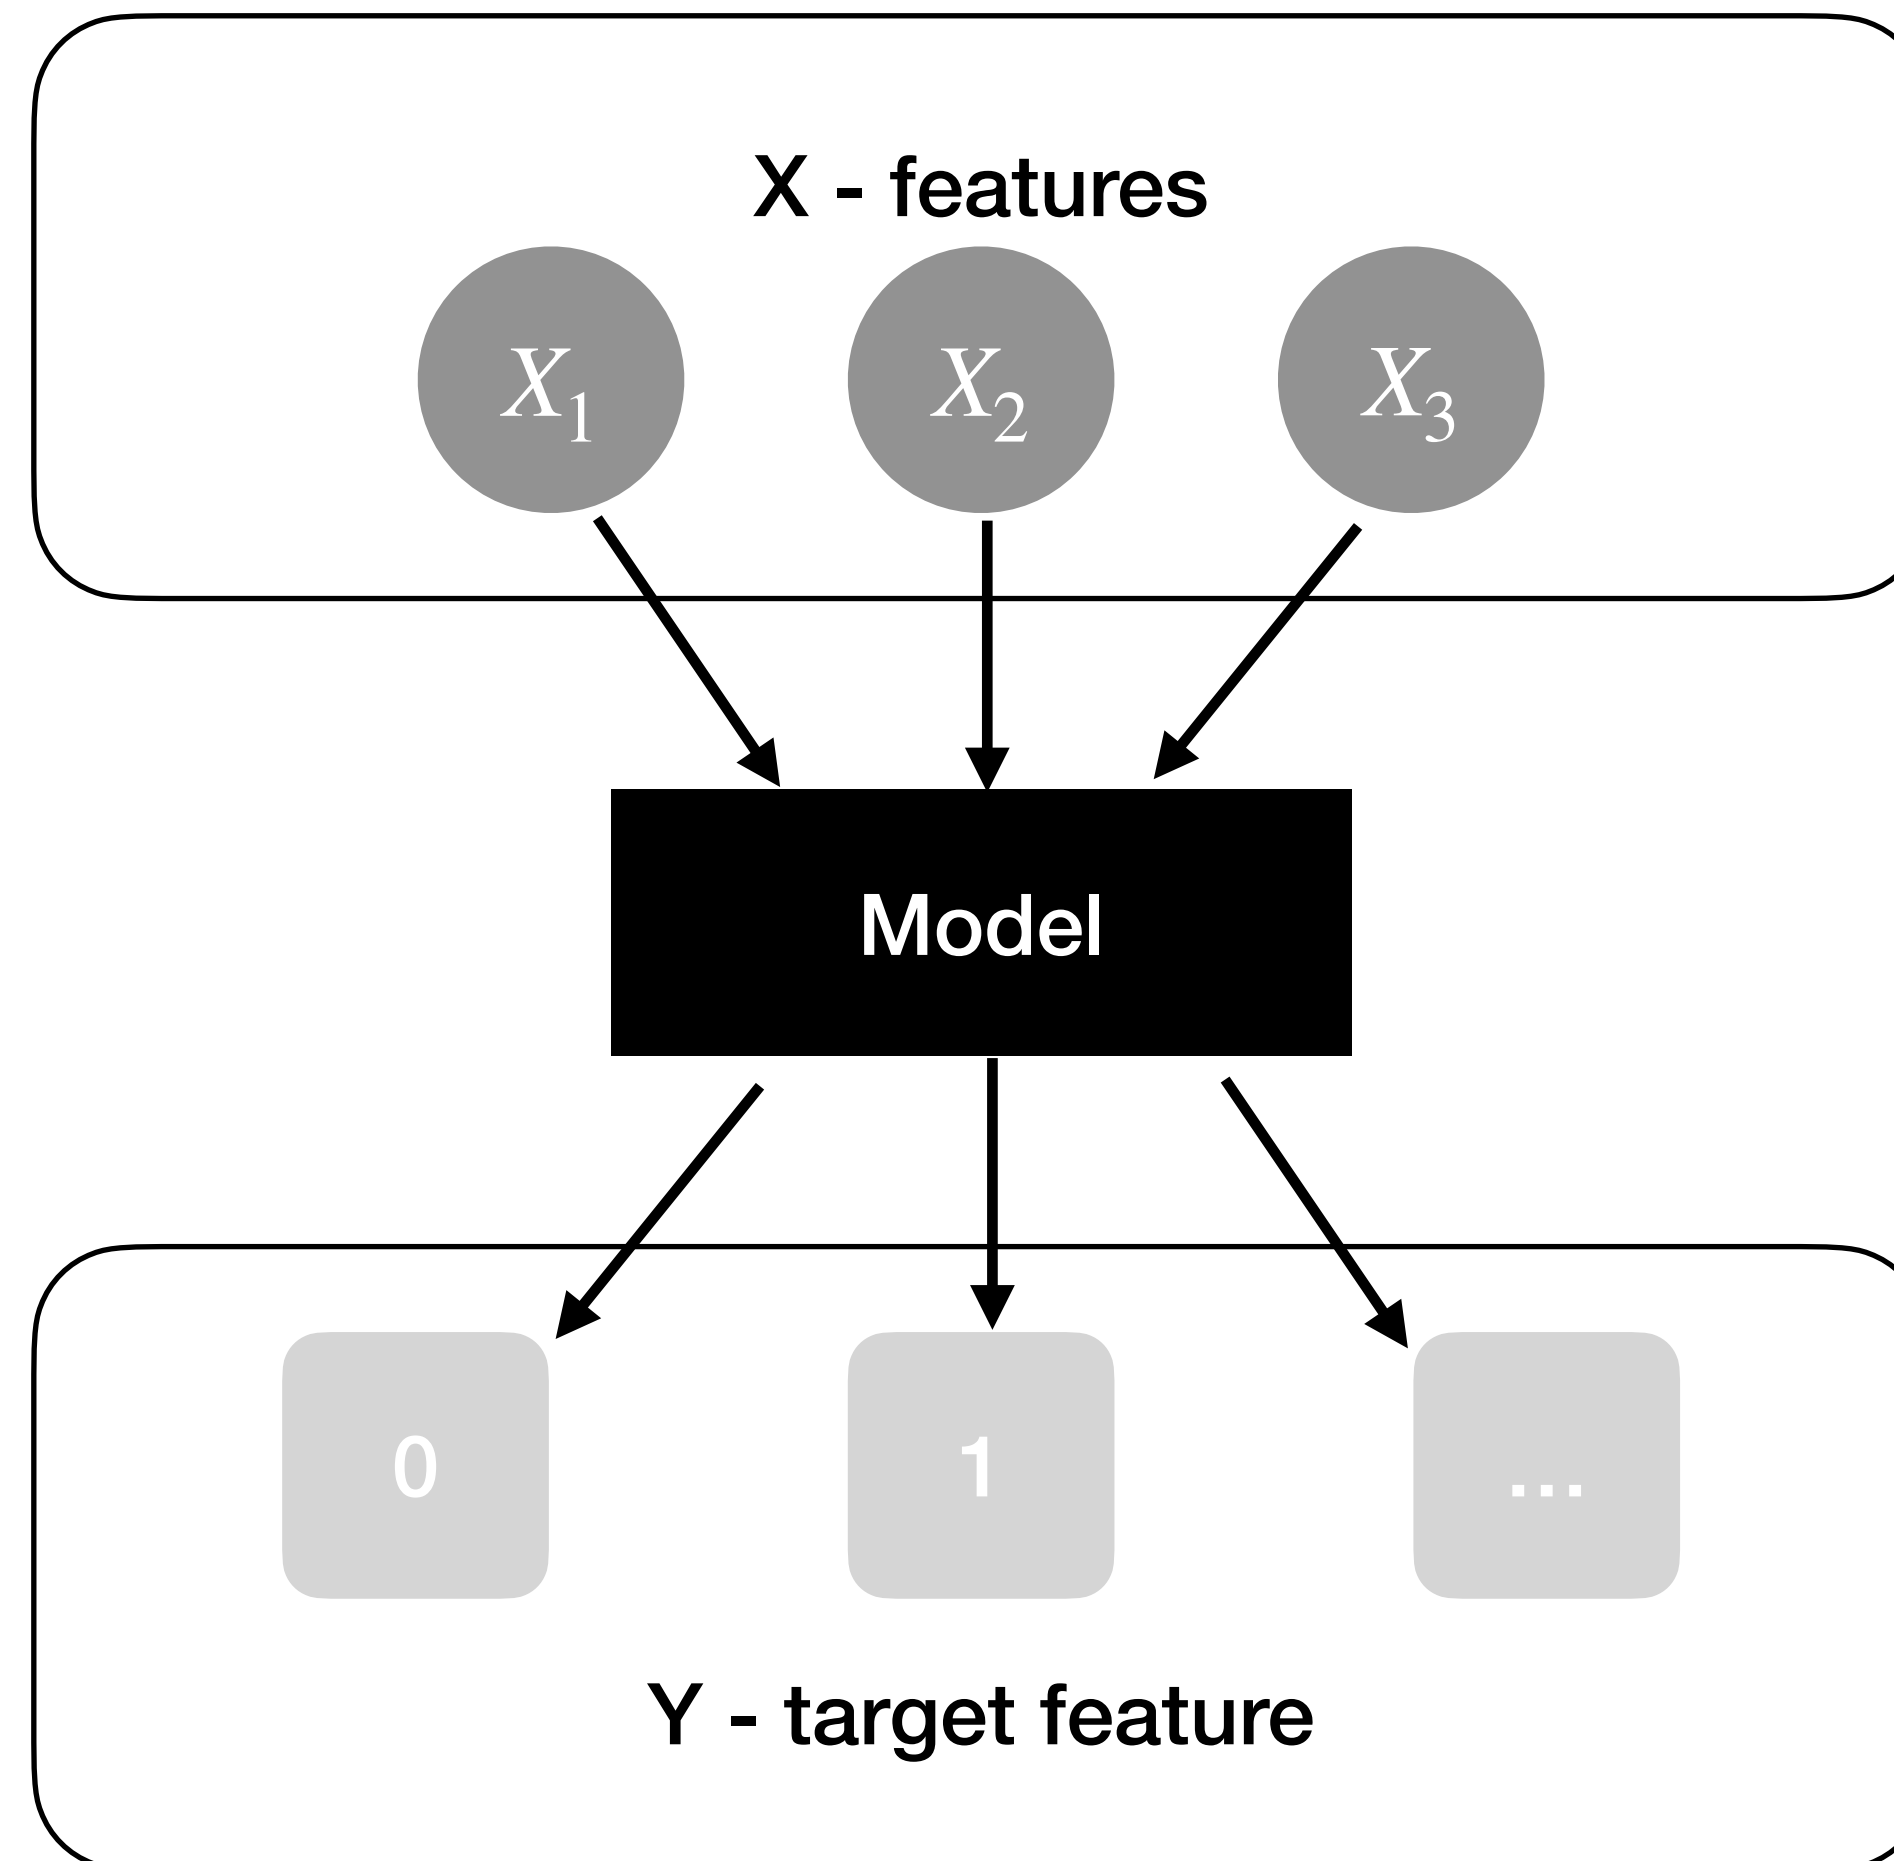 X - features
X1 X2 X3
Model
0 1 ...
Y - target feature